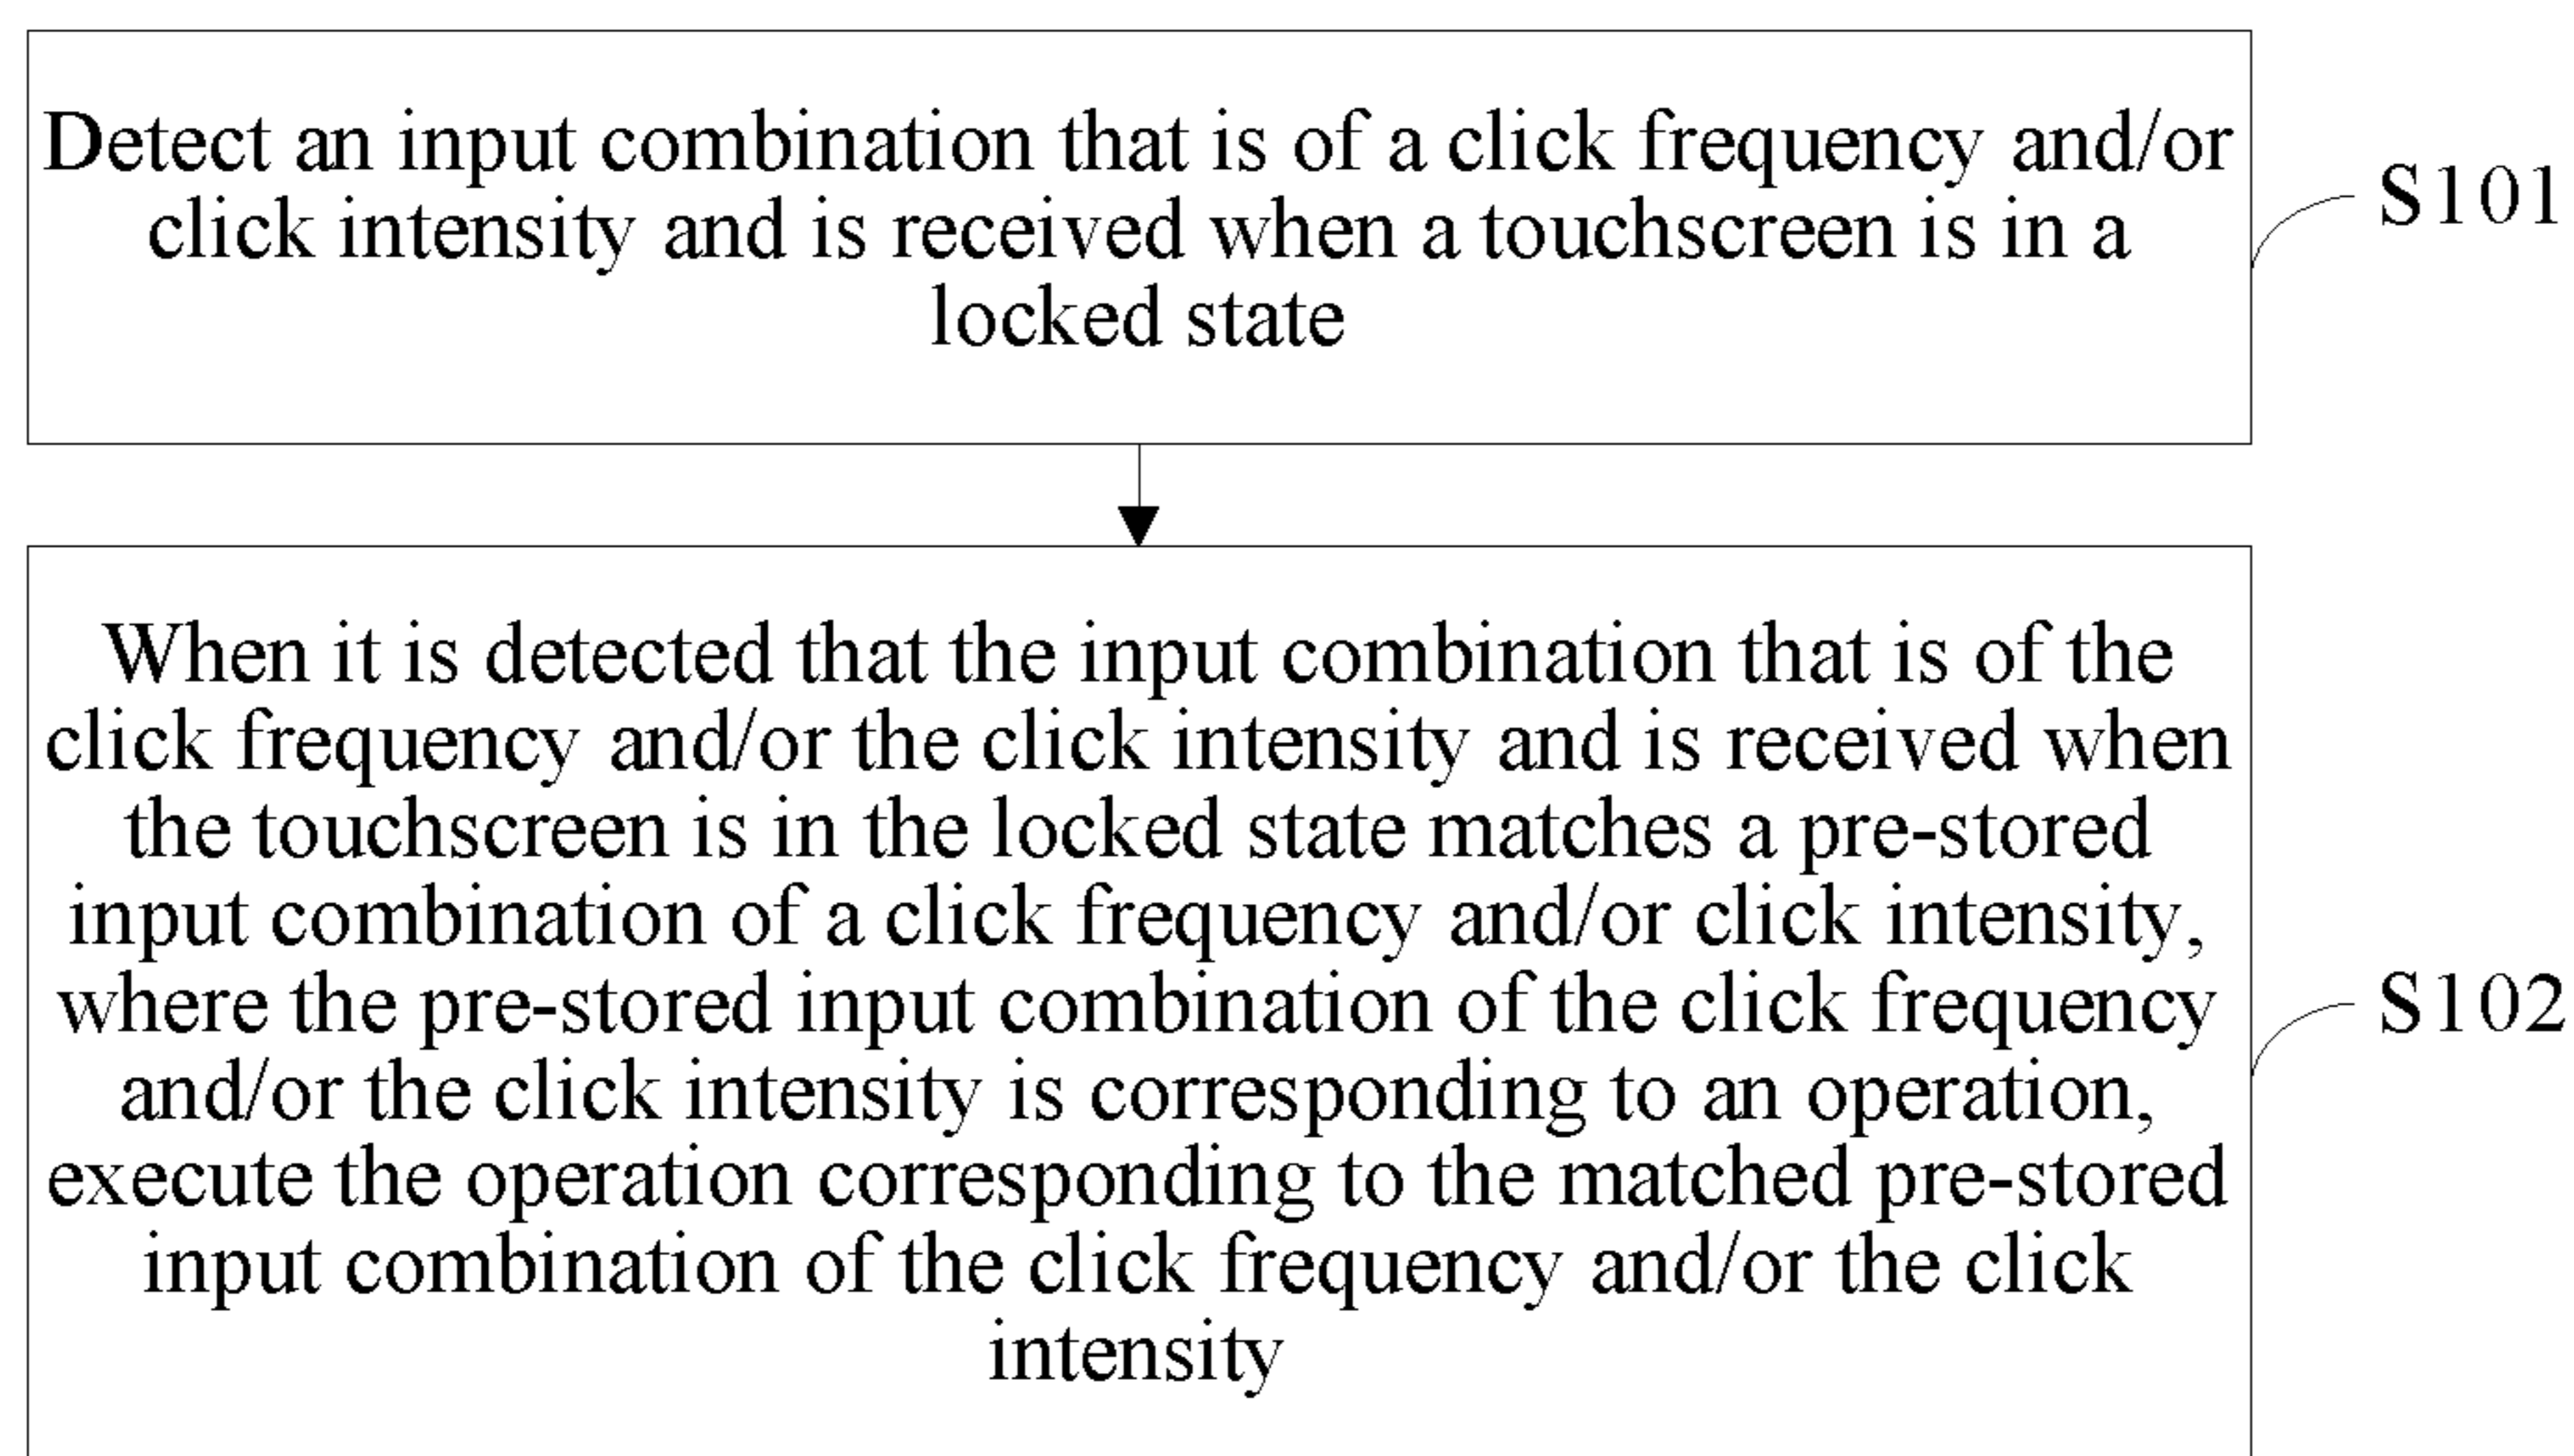 Detect an input combination that is of a click frequency and/or
click intensity and is received when a touchscreen is in a
locked state
S101
When it is detected that the input combination that is of the
click frequency and/or the click intensity and is received when
the touchscreen is in the locked state matches a pre-stored
input combination of a click frequency and/or click intensity,
where the pre-stored input combination of the click frequency
and/or the click intensity is corresponding to an operation,
execute the operation corresponding to the matched pre-stored
input combination of the click frequency and/or the click
intensity
S102